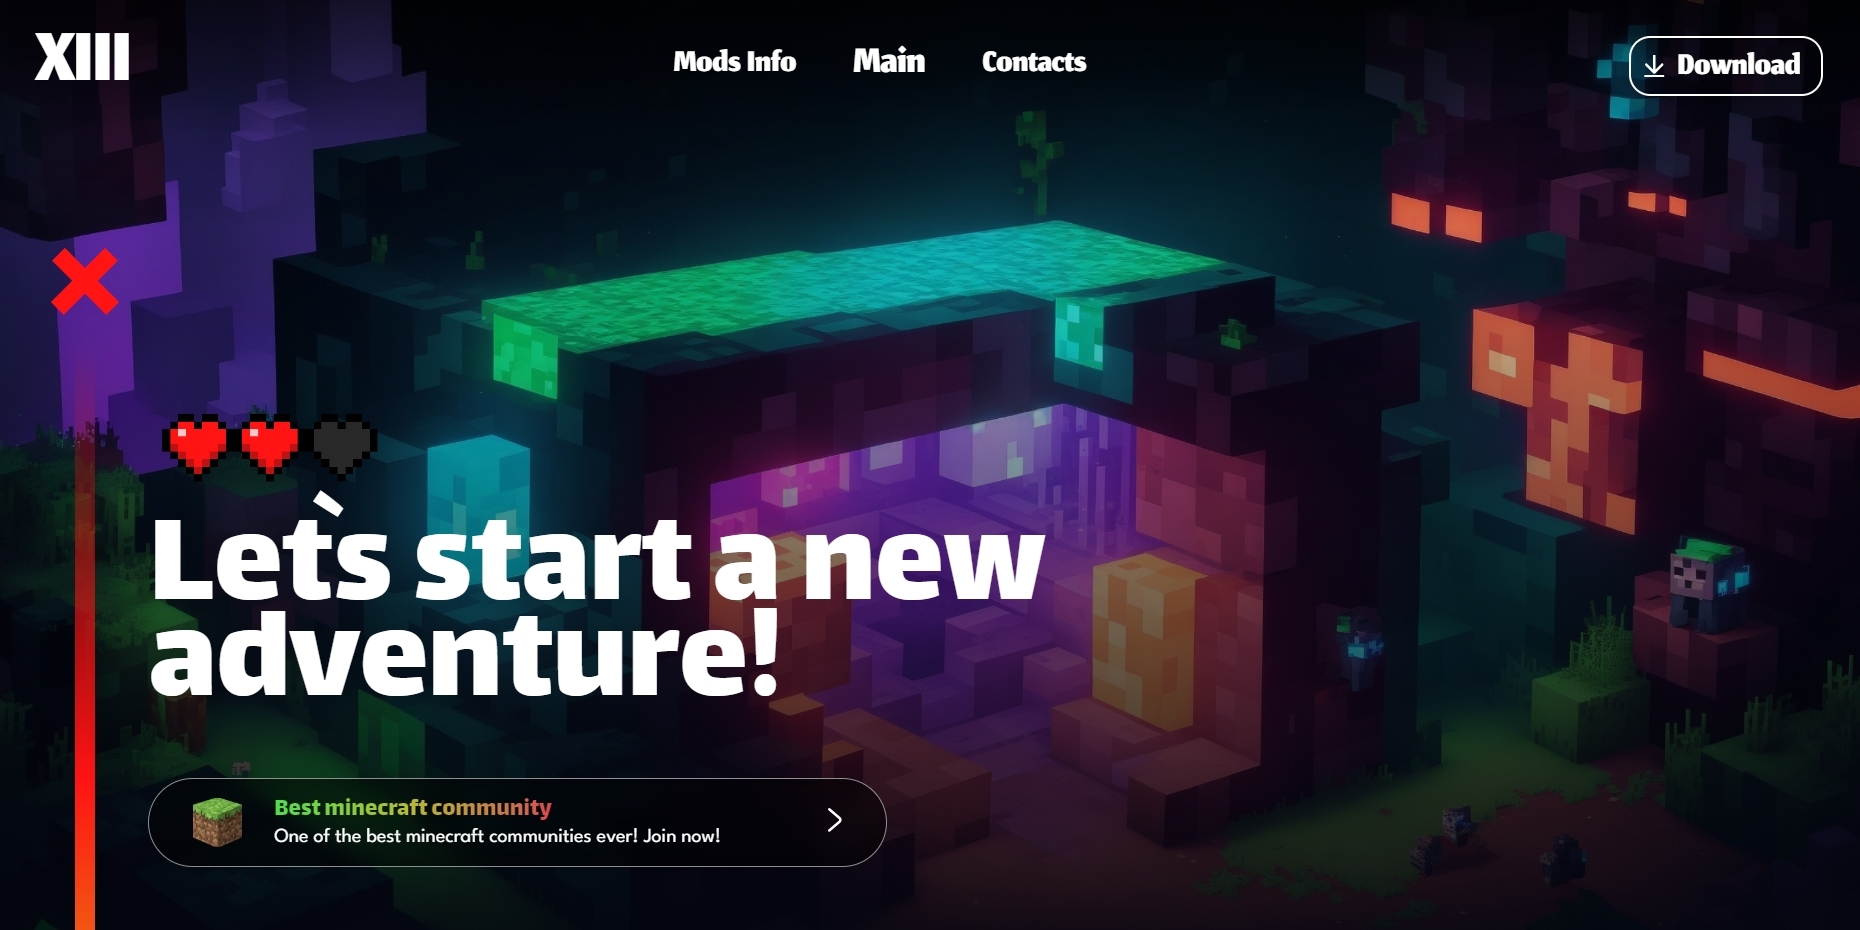 XIII
Mods Info
Main
Contacts
Download
Let`s start a new
adventure!
Best minecraft community
One of the best minecraft communities ever! Join now!